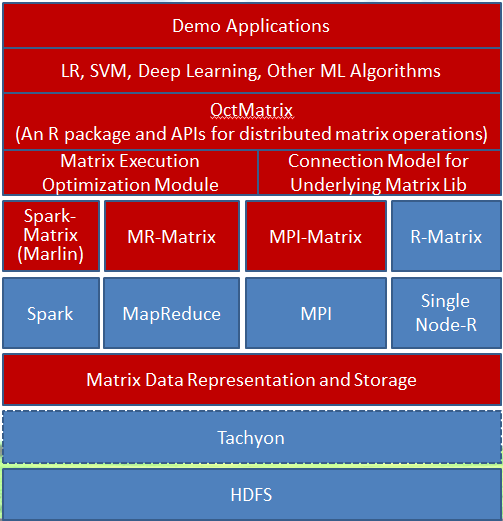 Demo Applications
LR, SVM, Deep Learning, Other ML Algorithms
OctMatrix
(An R package and APIs for distributed matrix operations)
Matrix Execution
Optimization Module
Connection Model for
Underlying Matrix Lib
Spark-
Matrix
(Marlin)
MR-Matrix
MPI-Matrix
R-Matrix
Spark
MapReduce
MPI
Single
Node-R
Matrix Data Representation and Storage
Tachyon
HDFS